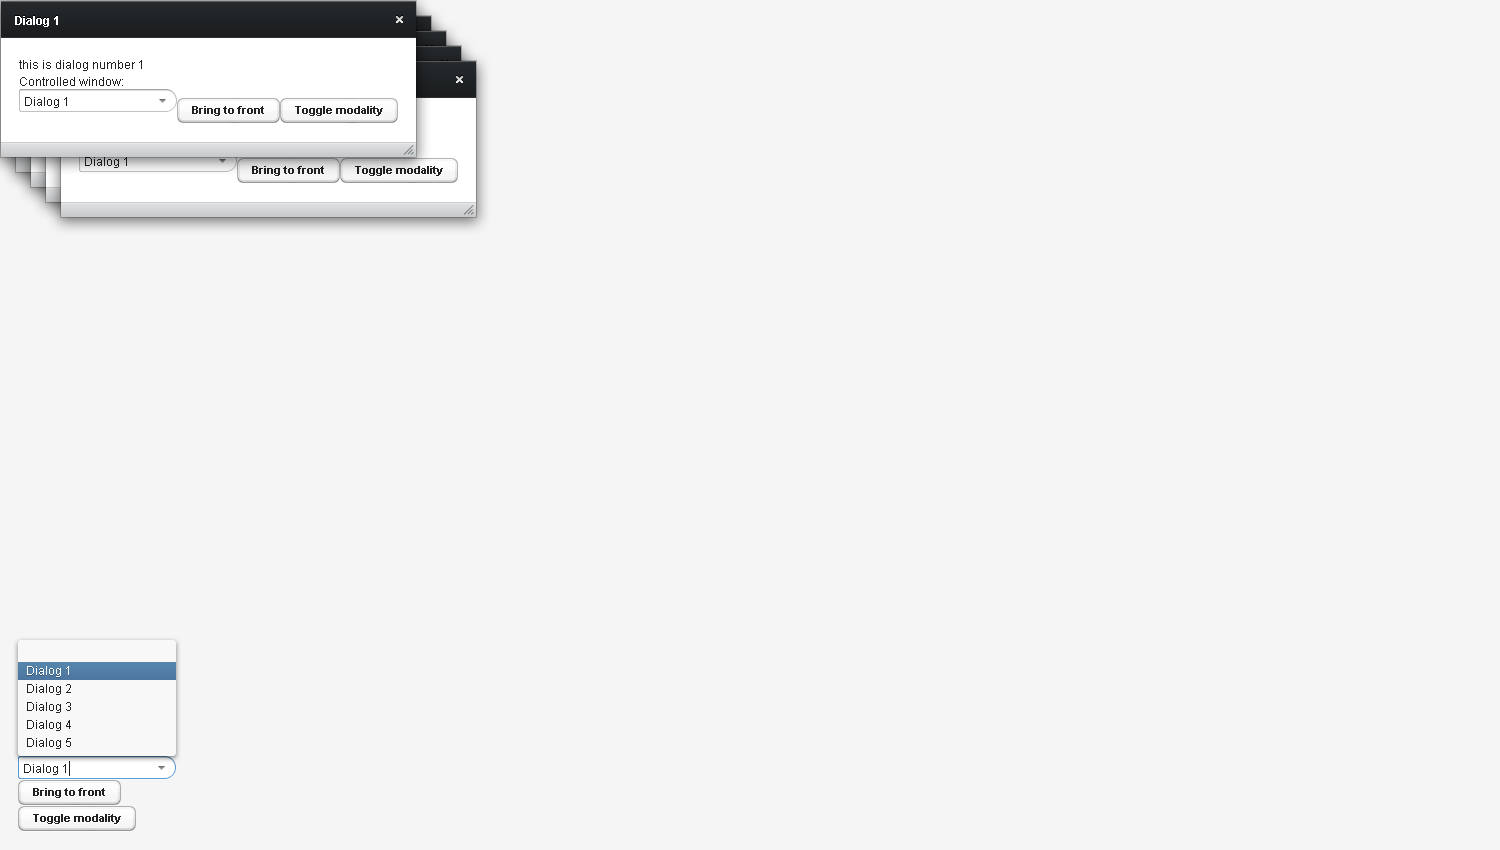 Dialog 1
this is dialog number 1
Controlled window:
Dialog 1
Bring to front
Toggle modality
Dialog 1
Bring to front
Toggle modality
Dialog 1
Dialog 2
Dialog 3
Dialog 4
Dialog 5
Dialog 1
Bring to front
Toggle modality